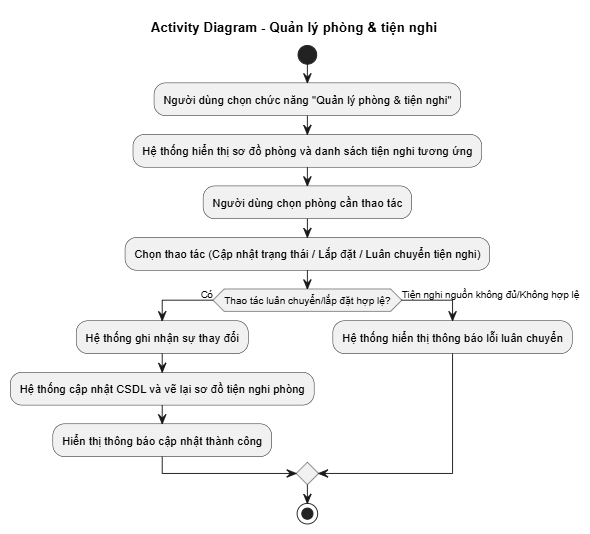 Activity Diagram - Quản lý phòng & tiện nghi
Người dùng chọn chức năng "Quản lý phòng & tiện nghi"
Hệ thống hiển thị sơ đồ phòng và danh sách tiện nghi tương ứng
Người dùng chọn phòng cần thao tác
Chọn thao tác (Cập nhật trạng thái / Lắp đặt / Luân chuyển tiện nghi)
Có
Thao tác luân chuyển/lắp đặt hợp lệ?
Tiện nghi nguồn không đủ/Không hợp lệ
Hệ thống ghi nhận sự thay đổi
Hệ thống hiển thị thông báo lỗi luân chuyển
Hệ thống cập nhật CSDL và vẽ lại sơ đồ tiện nghi phòng
Hiển thị thông báo cập nhật thành công